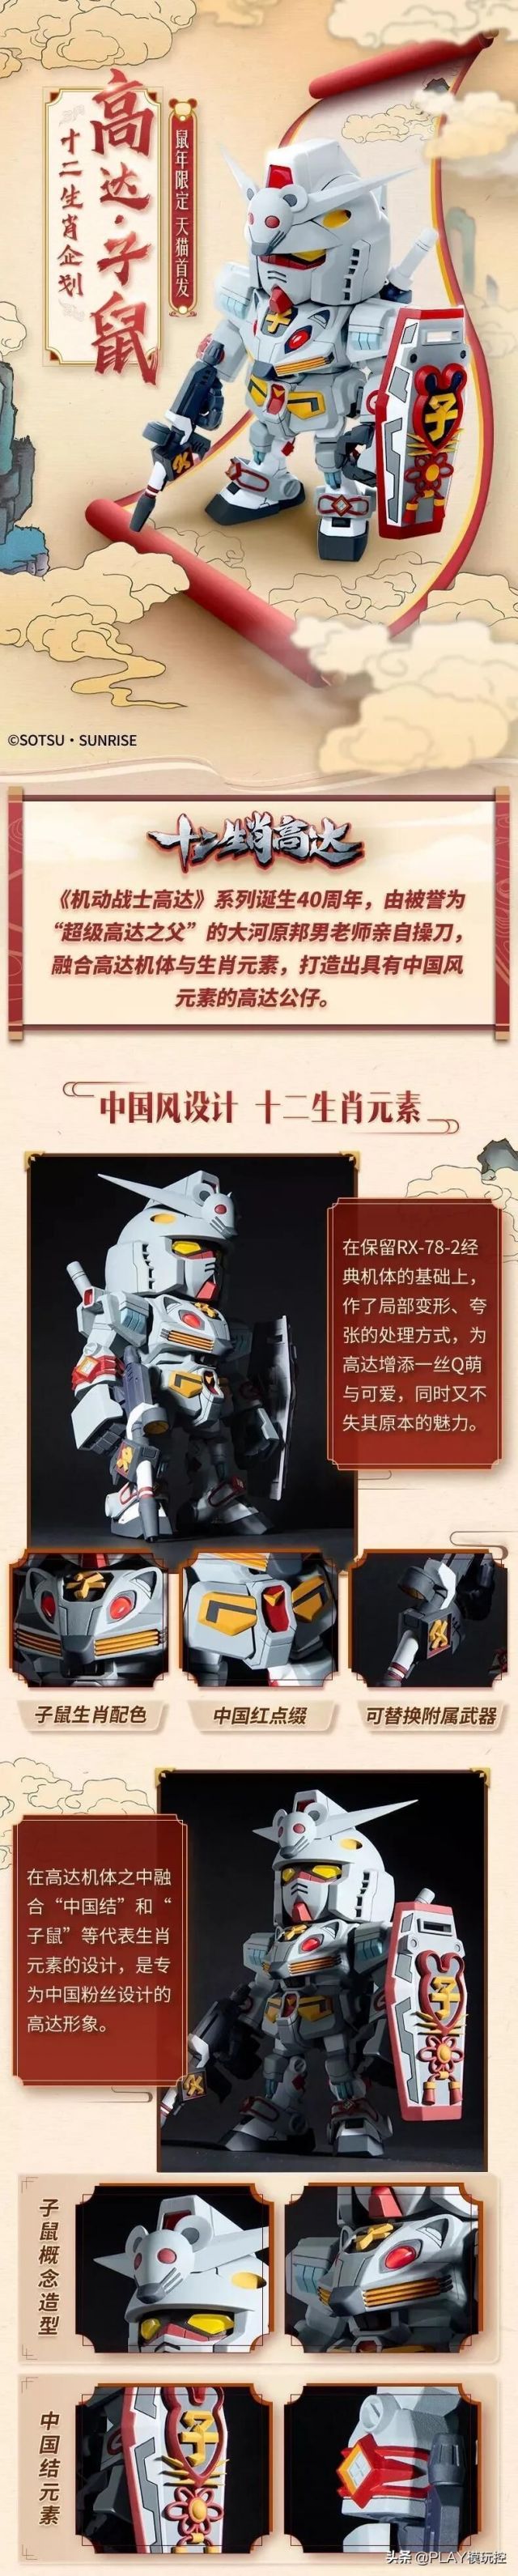 高达·子鼠
十二生肖企划
鼠年限定 天猫首发
子
©SOTSU・SUNRISE
十二生肖高达
《机动战士高达》系列诞生40周年，由被誉为
“超级高达之父”的大河原邦男老师亲自操刀，
融合高达机体与生肖元素，打造出具有中国风
元素的高达公仔。
中国风设计 十二生肖元素
在保留RX-78-2经
典机体的基础上，
作了局部变形、夸
张的处理方式，为
高达增添一丝Q萌
与可爱，同时又不
失其原本的魅力。
子鼠生肖配色
中国红点缀
可替换附属武器
在高达机体之中融
合“中国结”和“
子鼠”等代表生肖
元素的设计，是专
为中国粉丝设计的
高达形象。
子
子鼠概念造型
中国结元素
子
头条 @PLAY模玩控